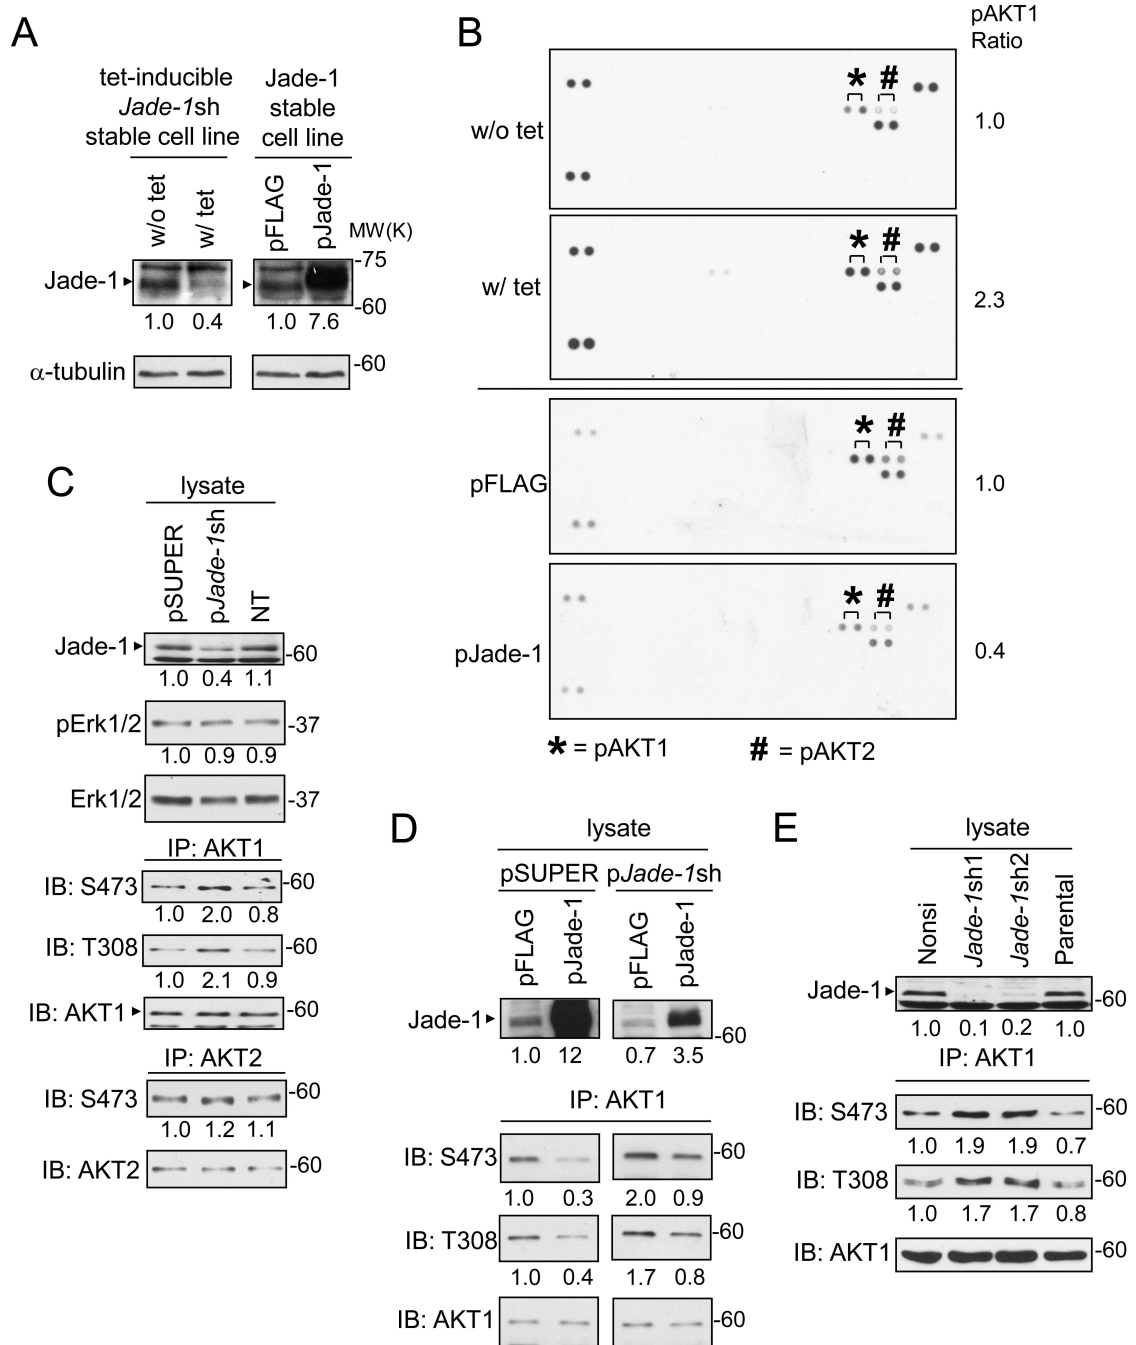 A
tet-inducible
Jade-1sh
stable cell line
Jade-1
stable
cell line
w/o tet
w/ tet
pFLAG
pJade-1
MW(K)
Jade-1
-75
-60
1.0 0.4 1.0 7.6
α-tubulin
-60
B
pAKT1
Ratio
* #
w/o tet
1.0
* #
w/ tet
2.3
* #
pFLAG
1.0
* #
pJade-1
0.4
* = pAKT1 # = pAKT2
C
lysate
pSUPER
pJade-1sh
NT
Jade-1
-60
1.0 0.4 1.1
pErk1/2
-37
1.0 0.9 0.9
Erk1/2
-37
IP: AKT1
IB: S473
-60
1.0 2.0 0.8
IB: T308
-60
1.0 2.1 0.9
IB: AKT1
-60
IP: AKT2
IB: S473
-60
1.0 1.2 1.1
IB: AKT2
-60
D
lysate
pSUPER pJade-1sh
pFLAG
pJade-1
pFLAG
pJade-1
Jade-1
-60
1.0 12 0.7 3.5
IP: AKT1
IB: S473
-60
1.0 0.3 2.0 0.9
IB: T308
-60
1.0 0.4 1.7 0.8
IB: AKT1
-60
E
lysate
Nonsi
Jade-1sh1
Jade-1sh2
Parental
Jade-1
-60
1.0 0.1 0.2 1.0
IP: AKT1
IB: S473
-60
1.0 1.9 1.9 0.7
IB: T308
-60
1.0 1.7 1.7 0.8
IB: AKT1
-60